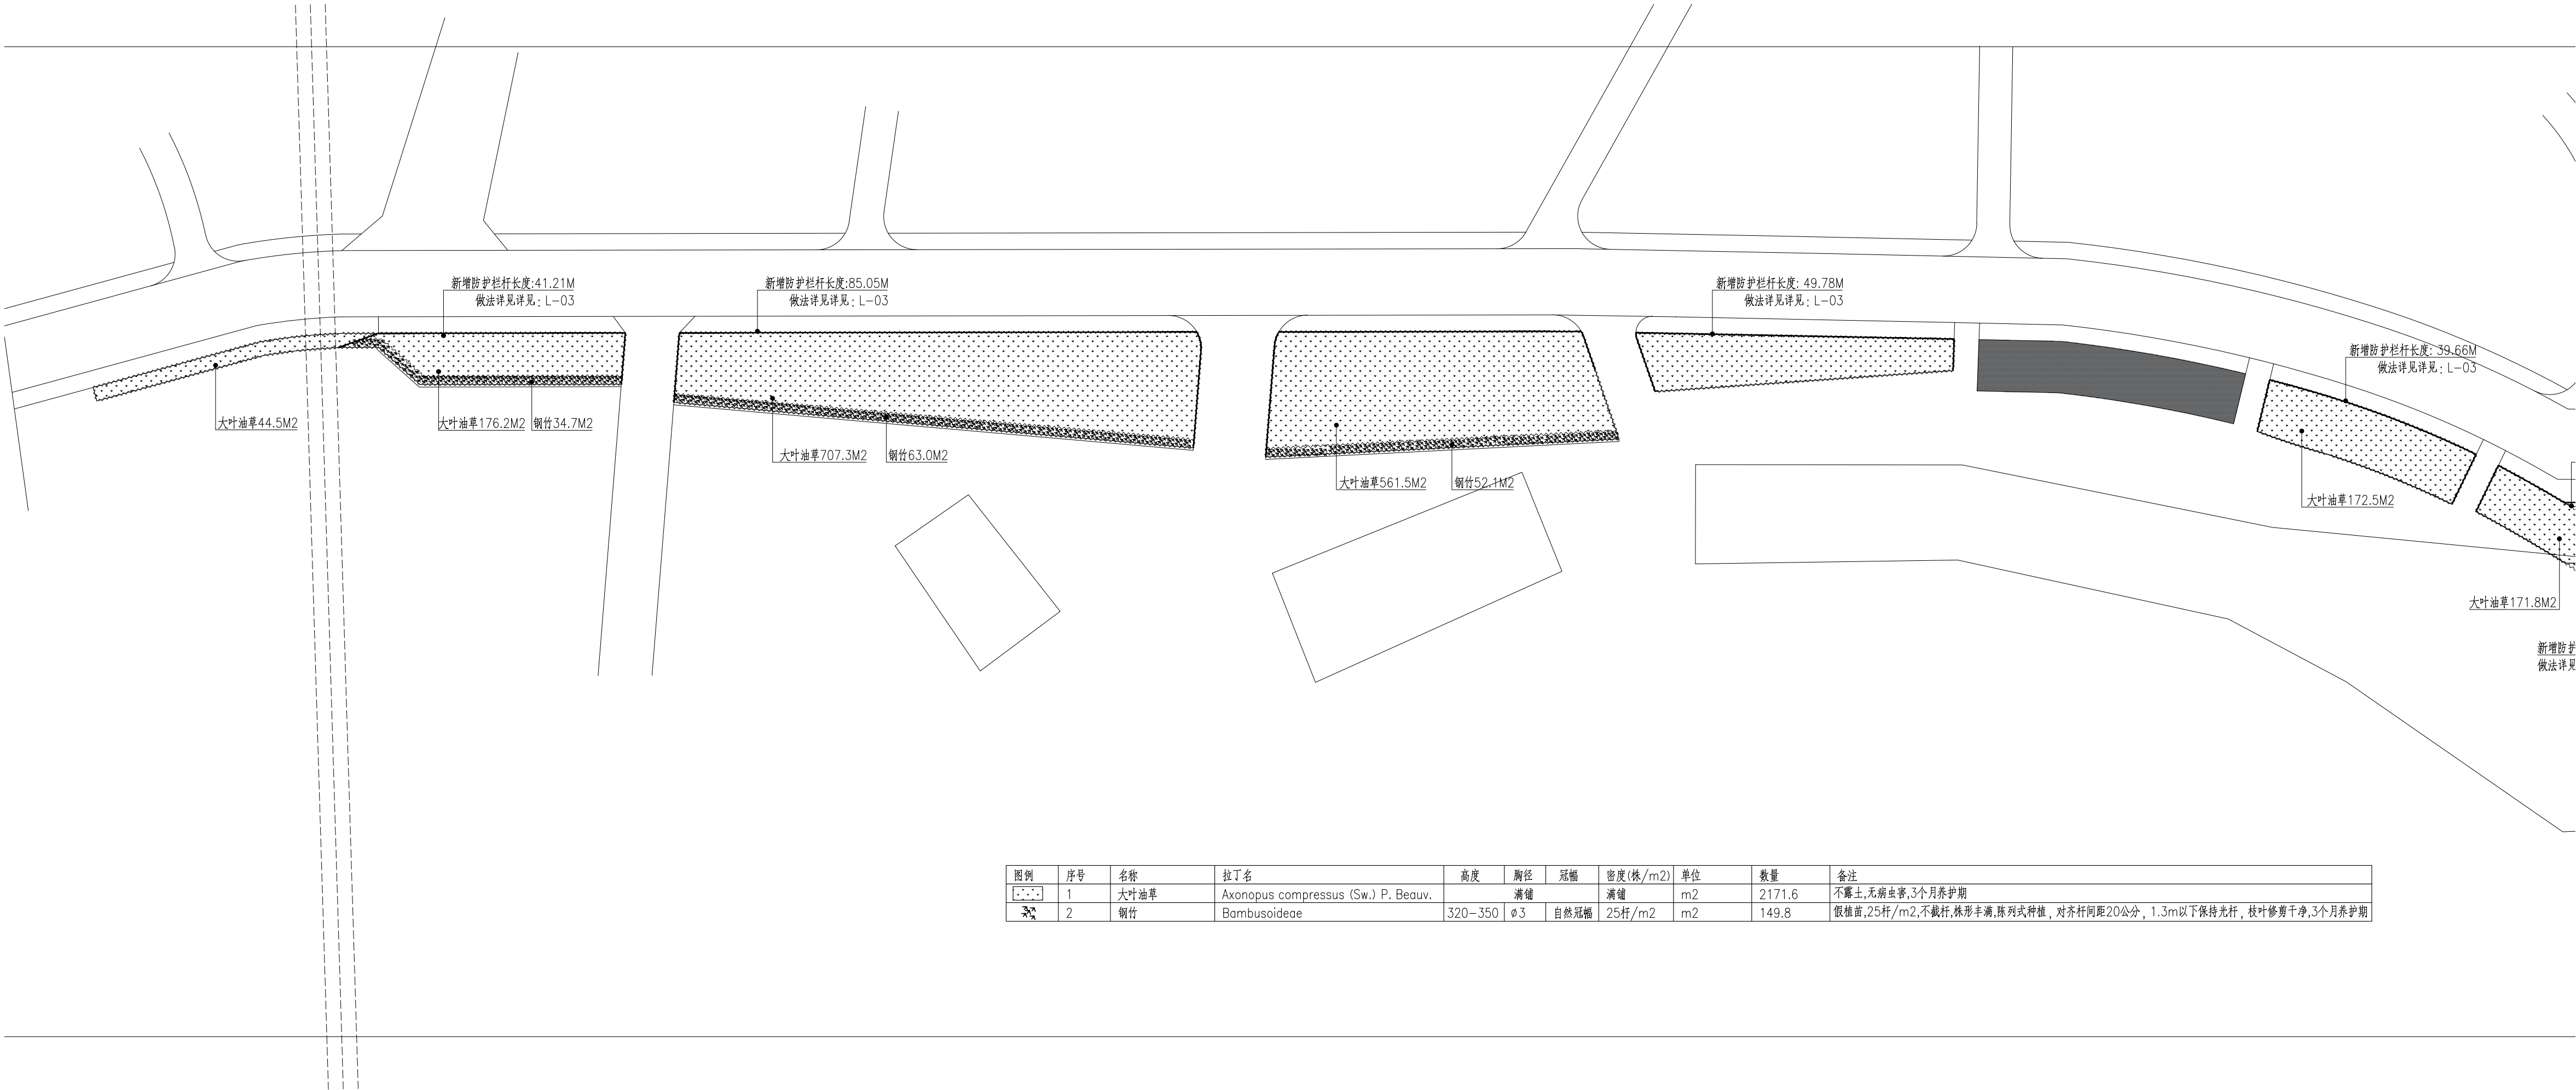 新增防护栏杆长度:41.21M
做法详见详见: L-03
新增防护栏杆长度:85.05M
做法详见详见: L-03
新增防护栏杆长度: 49.78M
做法详见详见: L-03
新增防护栏杆长度: 39.66M
做法详见详见: L-03
大叶油草44.5M2
大叶油草176.2M2
钢竹34.7M2
大叶油草707.3M2
钢竹63.0M2
大叶油草561.5M2
钢竹52.1M2
大叶油草172.5M2
大叶油草171.8M2
新增防护
做法详见
图例 序号 名称 拉丁名 高度 胸径 冠幅 密度(株/m2) 单位 数量 备注
1 大叶油草 Axonopus compressus (Sw.) P. Beauv. 满铺 满铺 m2 2171.6 不露土,无病虫害,3个月养护期
2 钢竹 Bambusoideae 320-350 ø3 自然冠幅 25杆/m2 m2 149.8 假植苗,25杆/m2,不截杆,株形丰满,陈列式种植, 对齐杆间距20公分, 1.3m以下保持光杆, 枝叶修剪干净,3个月养护期